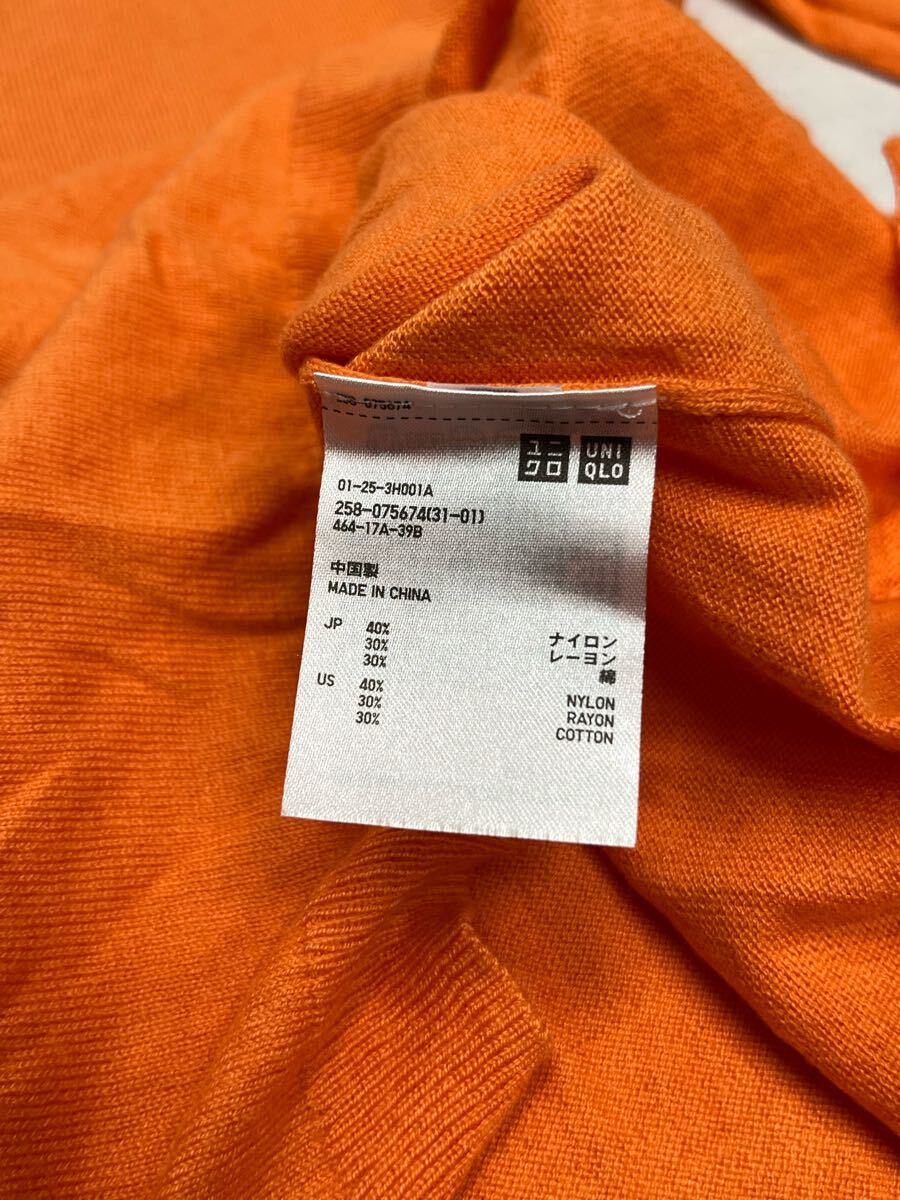 258-075674
ユニ
クロ
UNI
QLO
01-25-3H001A
258-075674(31-01)
464-17A-39B
中国製
MADE IN CHINA
JP 40% ナイロン
30% レーヨン
30% 綿
US 40% NYLON
30% RAYON
30% COTTON